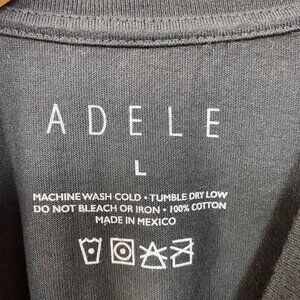 ADELE
L
MACHINE WASH COLD • TUMBLE DRY LOW
DO NOT BLEACH OR IRON • 100% COTTON
MADE IN MEXICO